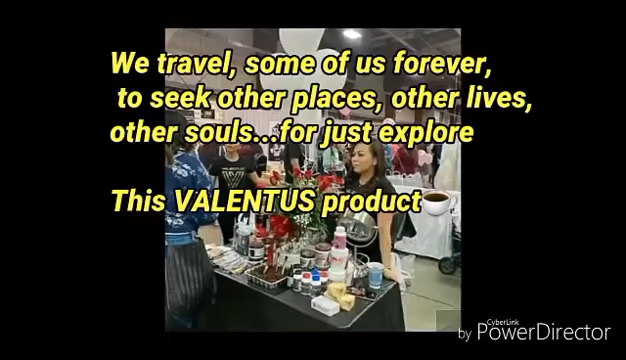 We travel, some of us forever,
to seek other places, other lives,
other souls...for just explore
This VALENTUS product☕
CyberLink
by PowerDirector